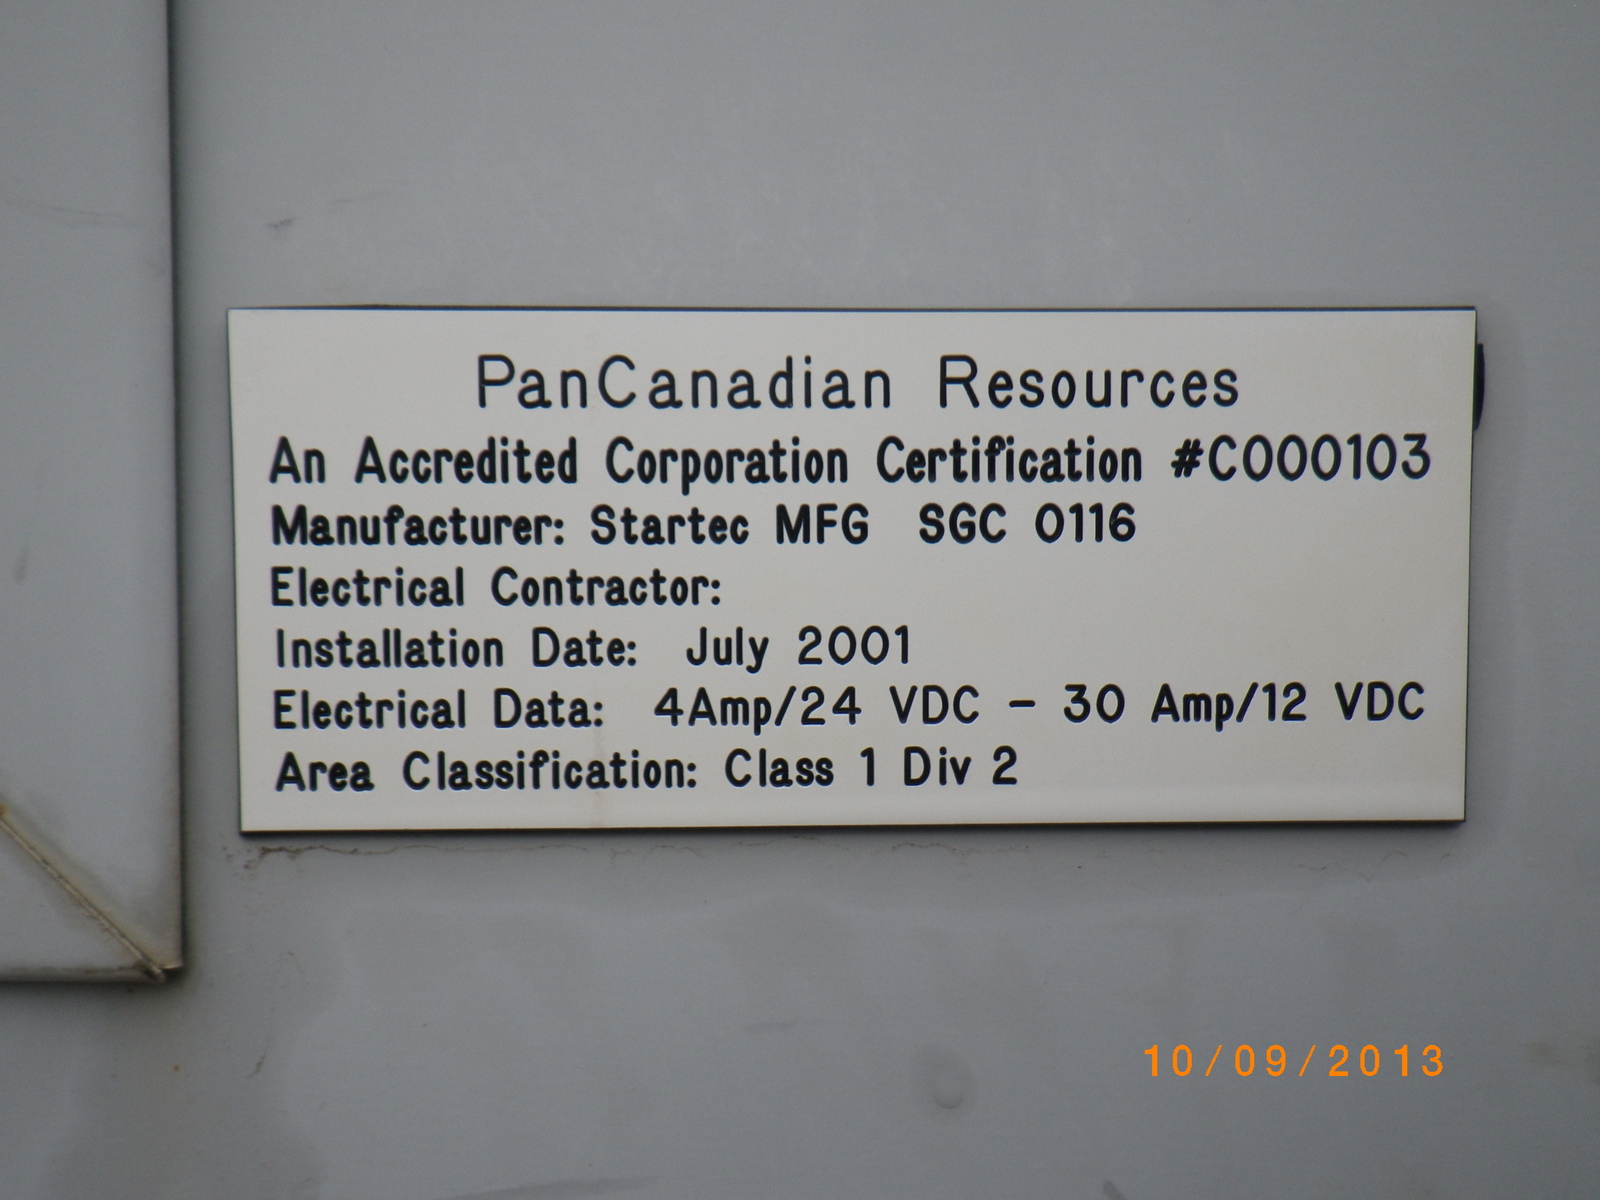 PanCanadian Resources
An Accredited Corporation Certification #C000103
Manufacturer: Startec MFG SGC 0116
Electrical Contractor:
Installation Date: July 2001
Electrical Data: 4Amp/24 VDC - 30 Amp/12 VDC
Area Classification: Class 1 Div 2
10/09/2013